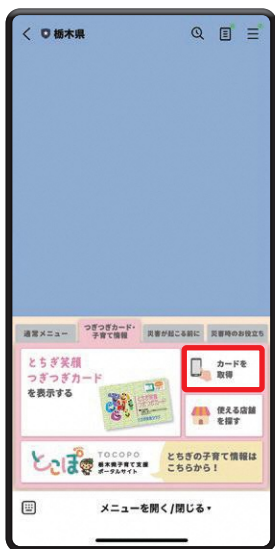 栃木県
通常メニュー
つぎつぎカード・
子育て情報
災害が起こる前に
災害時のお役立ち
とちぎ笑顔
つぎつぎカード
を表示する
カードを
取得
使える店舗
を探す
とこぽ
TOCOPO
栃木県子育て支援
ポータルサイト
とちぎの子育て情報は
こちらから!
メニューを開く/閉じる▾